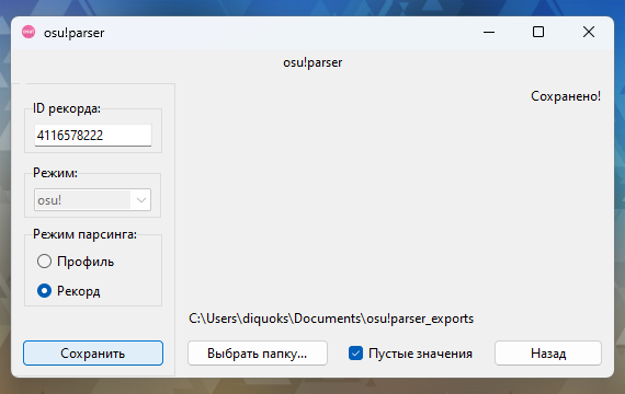 osu!parser
osu!parser
Сохранено!
ID рекорда:
4116578222
Режим:
osu!
Режим парсинга:
Профиль
Рекорд
C:\Users\diquoks\Documents\osu!parser_exports
Сохранить
Выбрать папку...
Пустые значения
Назад